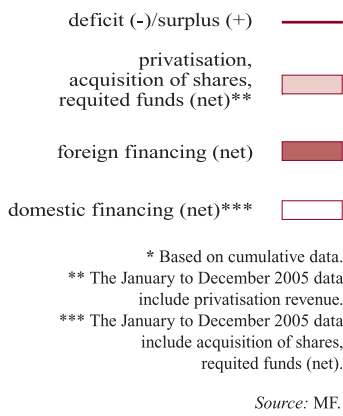 deficit (-)/surplus (+)
privatisation,
acquisition of shares,
requited funds (net)**
foreign financing (net)
domestic financing (net)***
* Based on cumulative data.
** The January to December 2005 data
include privatisation revenue.
*** The January to December 2005 data
include acquisition of shares,
requited funds (net).
Source: MF.